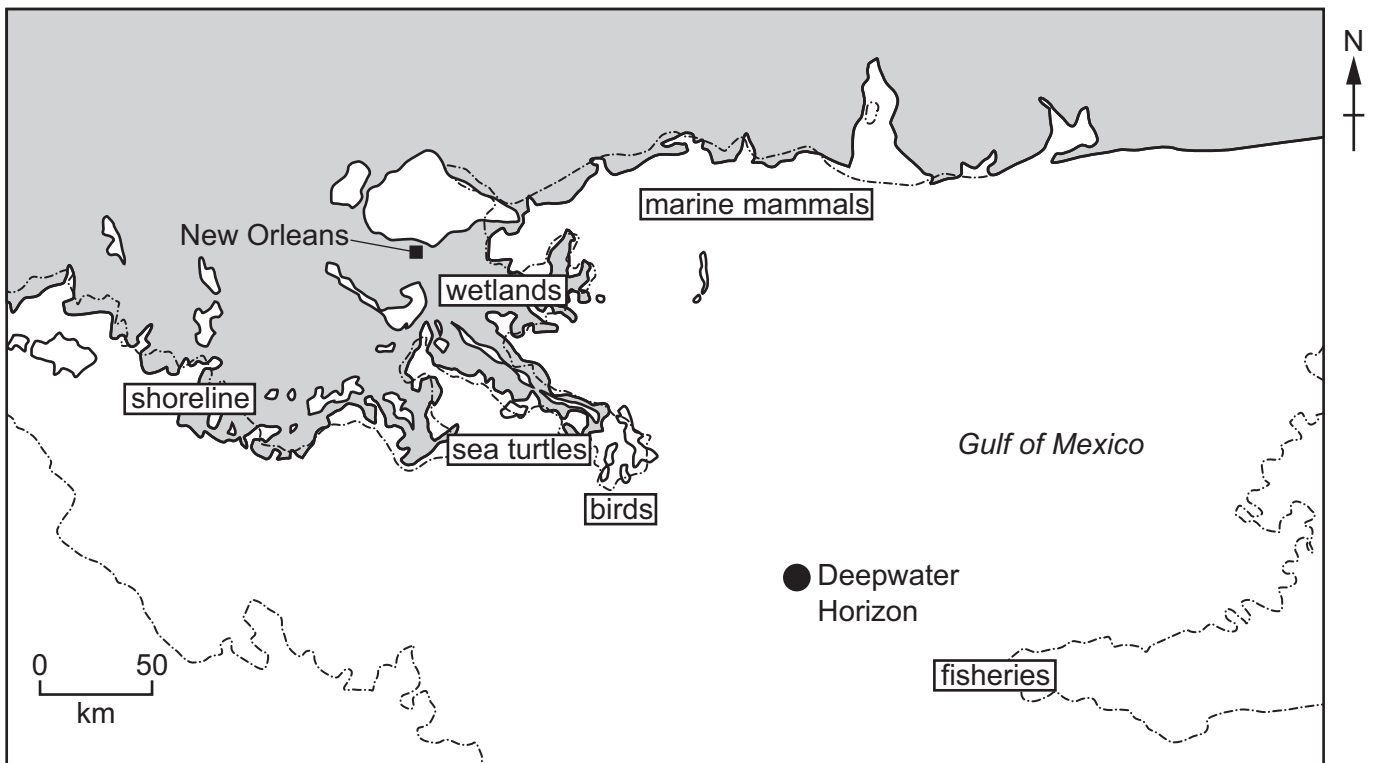 N
marine mammals
New Orleans
wetlands
shoreline
sea turtles
Gulf of Mexico
birds
Deepwater
Horizon
fisheries
0 50
km